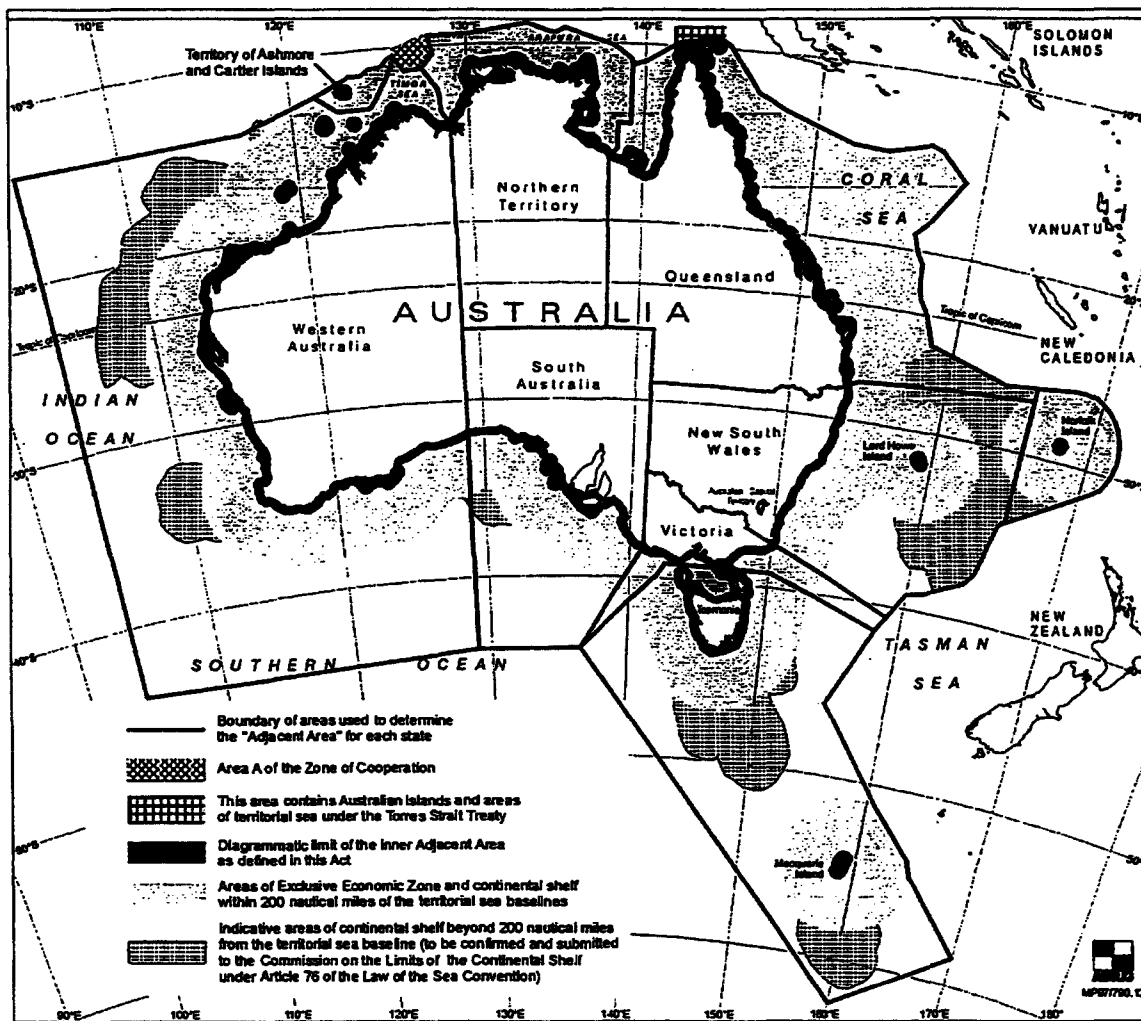 110°E
120°E
130°E
140°E
150°E
160°E
ARAFURA SEA
SOLOMON
ISLANDS
Territory of Ashmore
and Cartier Islands
TIMOR
SEA
10°S
10°S
Northern
Territory
CORAL
SEA
VANUATU
Queensland
20°S
AUSTRALIA
Western
Australia
Tropic of Capricorn
Tropic of Capricorn
NEW
CALEDONIA
South
Australia
INDIAN
OCEAN
Norfolk
Island
New South
Wales
Lord Howe
Island
30°S
Australian Capital
Territory
Victoria
Tasmania
NEW
ZEALAND
TASMAN
SEA
40°S
SOUTHERN OCEAN
Boundary of areas used to determine
the "Adjacent Area" for each state
Area A of the Zone of Cooperation
This area contains Australian Islands and areas
of territorial sea under the Torres Strait Treaty
Diagrammatic limit of the Inner Adjacent Area
as defined in this Act
50°S
Macquarie
Island
Areas of Exclusive Economic Zone and continental shelf
within 200 nautical miles of the territorial sea baselines
Indicative areas of continental shelf beyond 200 nautical miles
from the territorial sea baseline (to be confirmed and submitted
to the Commission on the Limits of the Continental Shelf
under Article 76 of the Law of the Sea Convention)
90°E
100°E
110°E
120°E
130°E
140°E
150°E
160°E
170°E
180°E